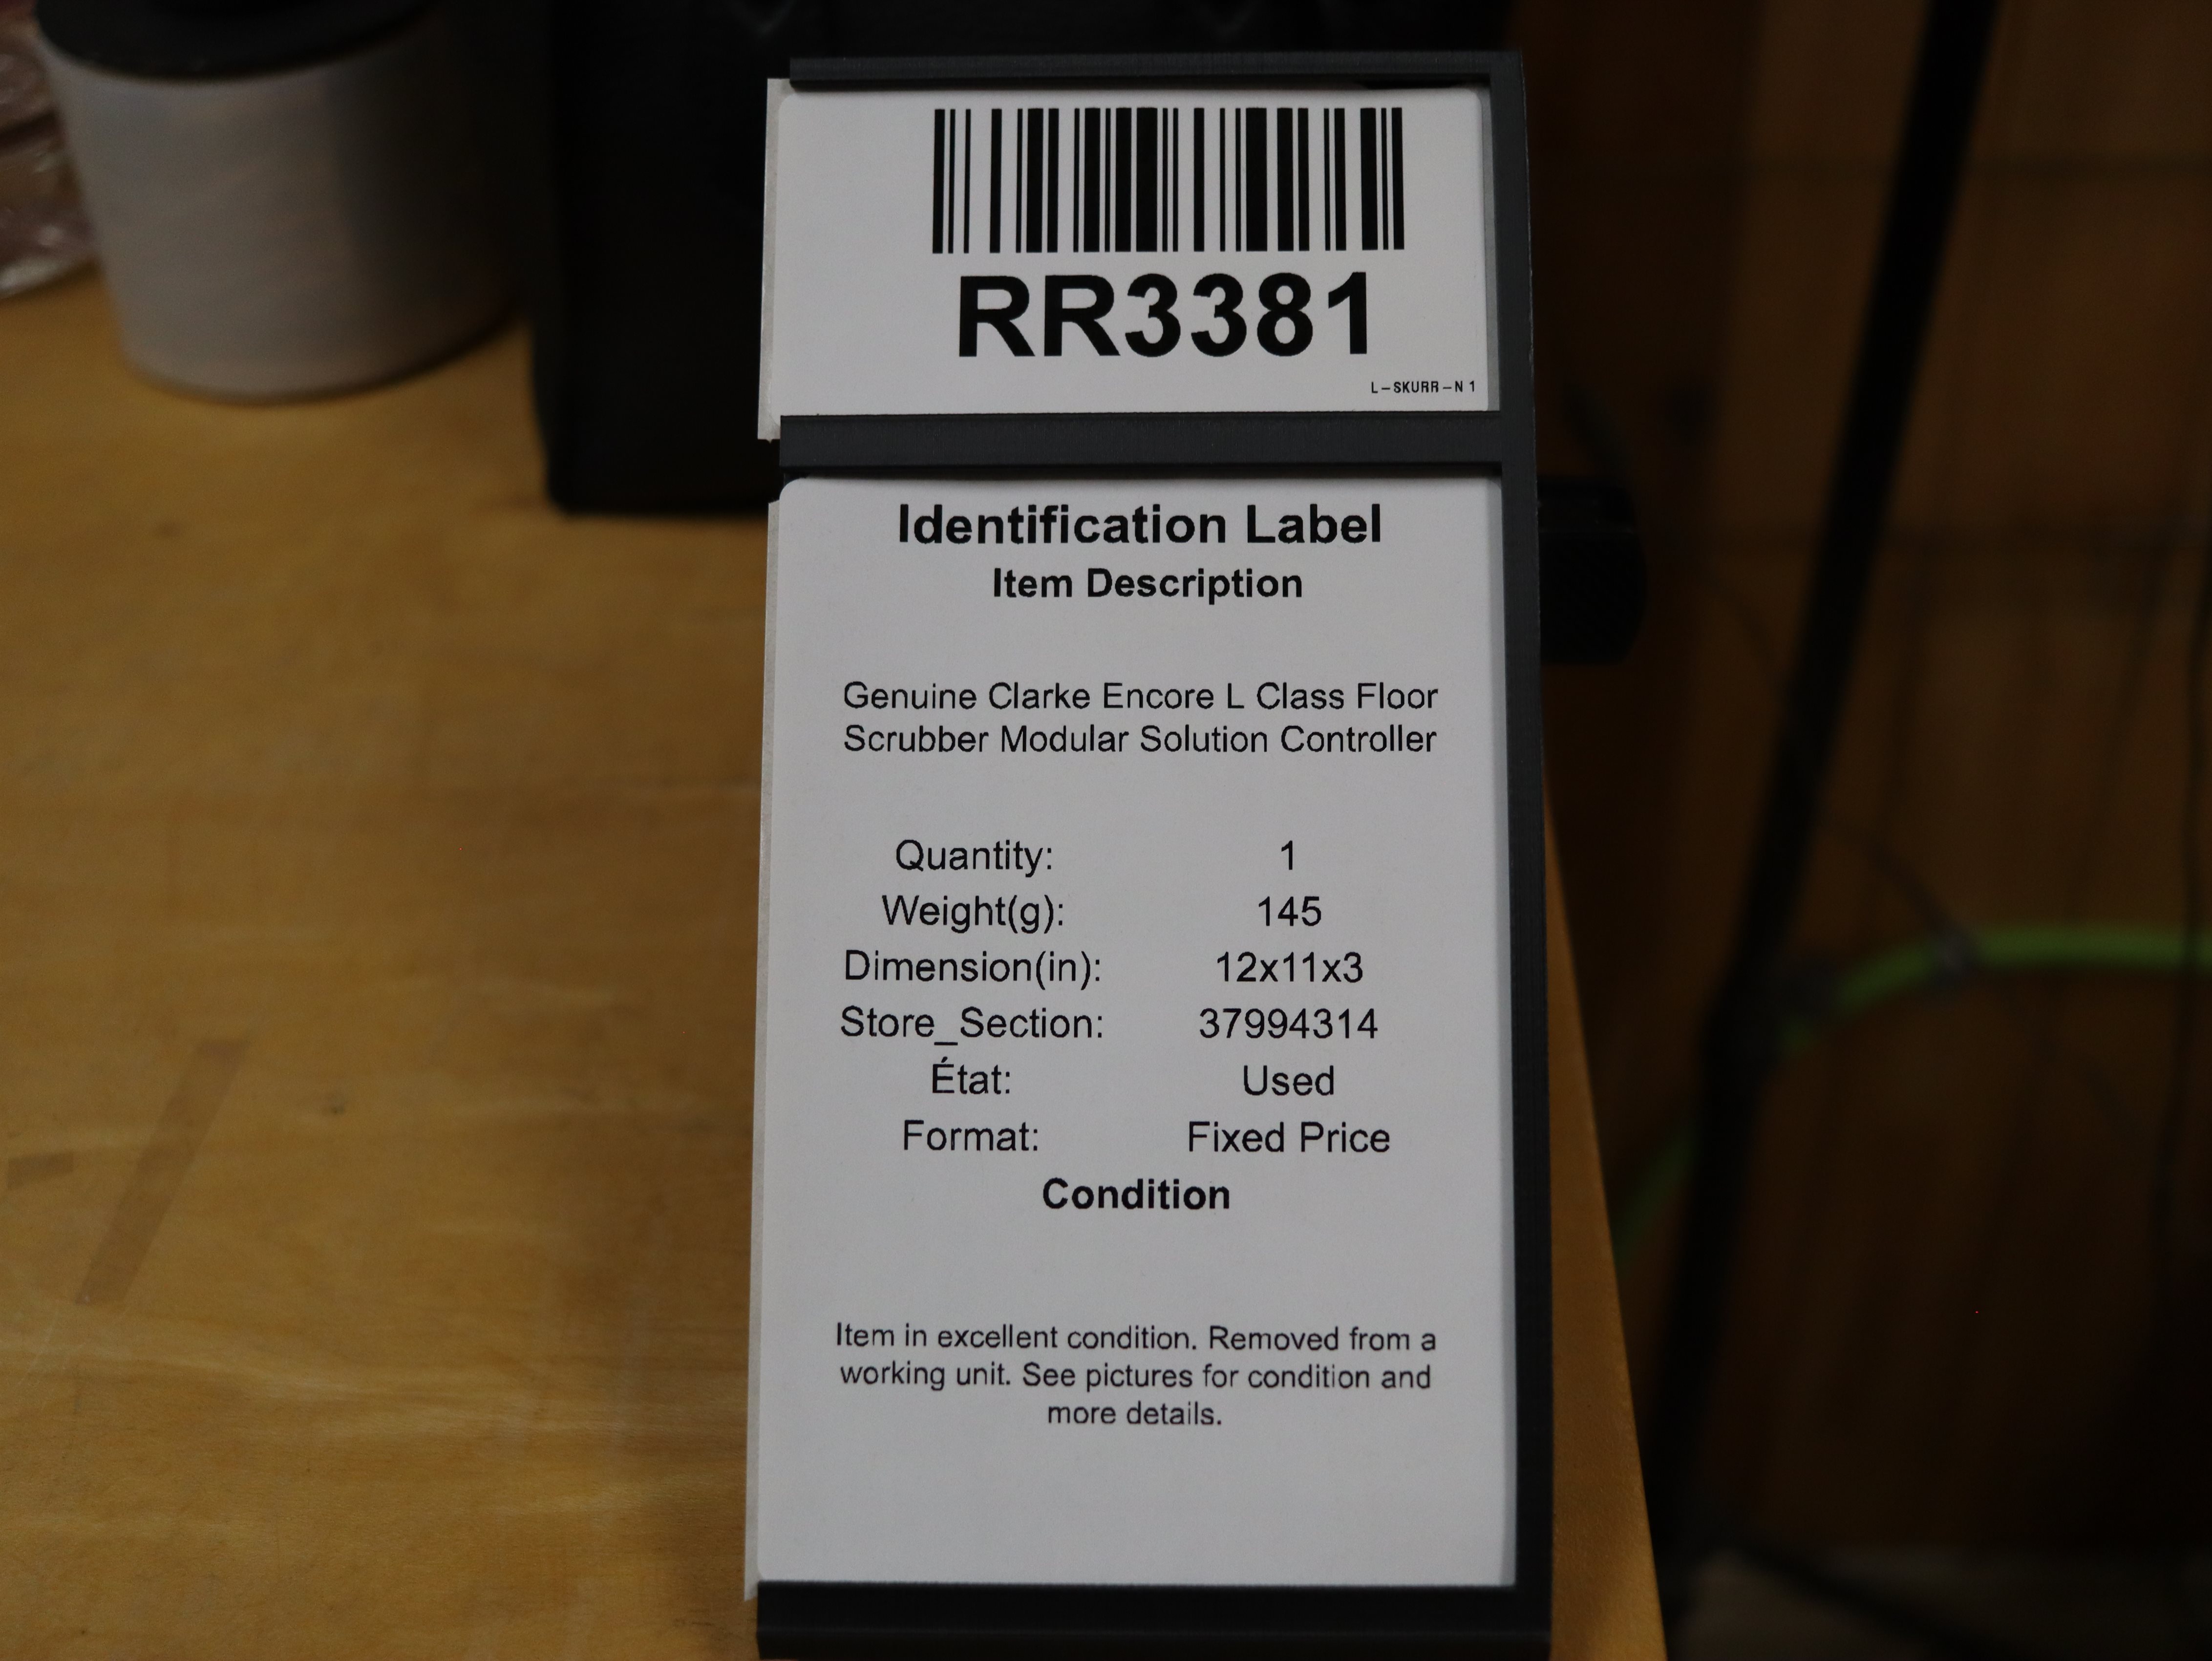 RR3381
L-SKURR-N 1
Identification Label
Item Description
Genuine Clarke Encore L Class Floor
Scrubber Modular Solution Controller
Quantity: 1
Weight(g): 145
Dimension(in): 12x11x3
Store_Section: 37994314
État: Used
Format: Fixed Price
Condition
Item in excellent condition. Removed from a
working unit. See pictures for condition and
more details.